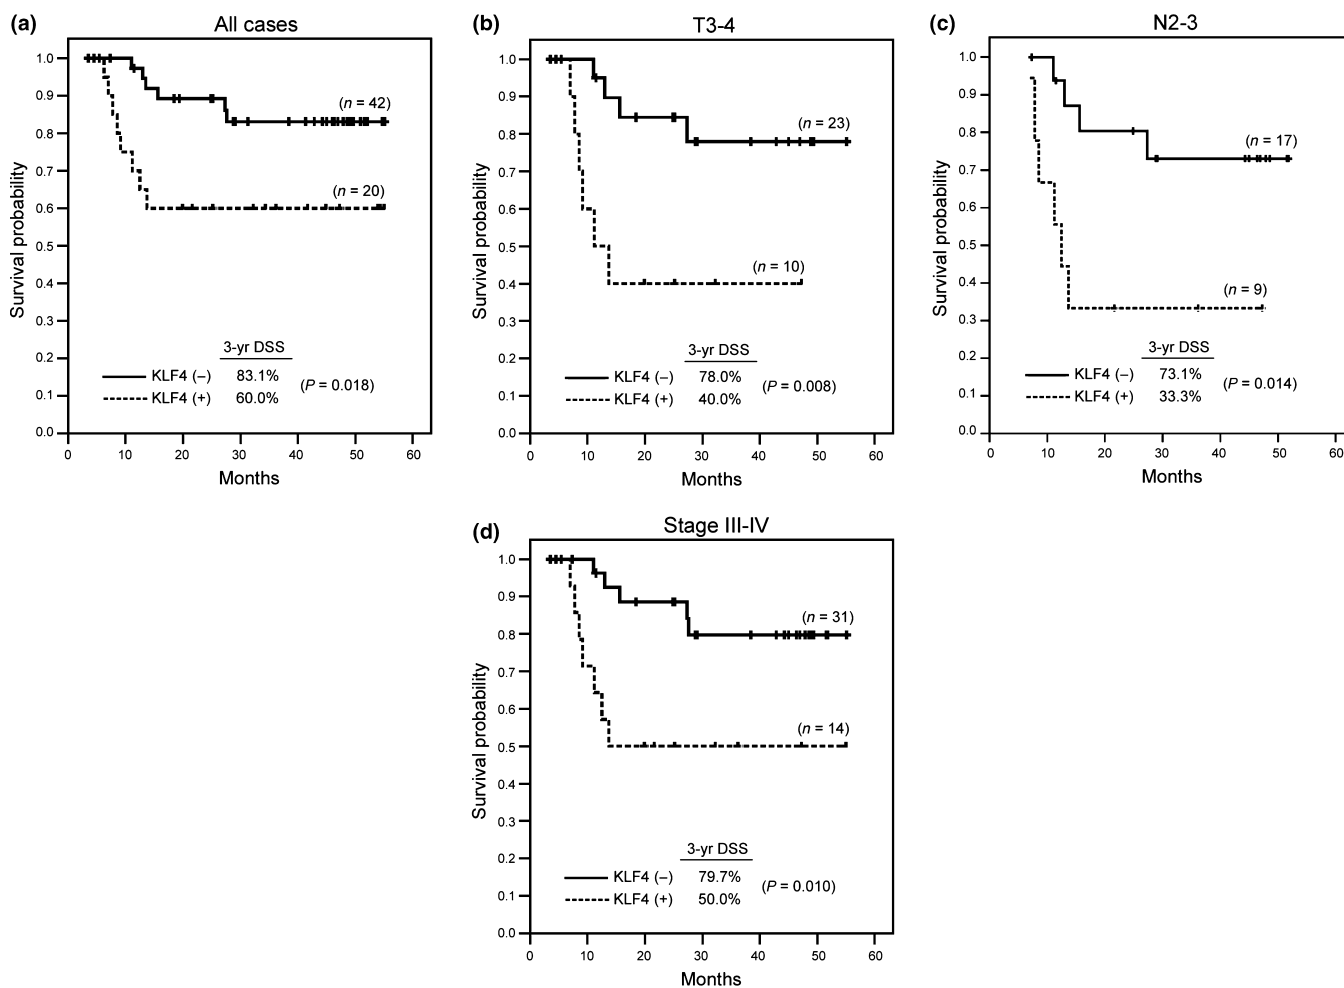 (a)
All cases
1.0
0.9
0.8
0.7
0.6
0.5
0.4
0.3
0.2
0.1
0.0
Survival probability
(n = 42)
(n = 20)
3-yr DSS
KLF4 (–) 83.1%
KLF4 (+) 60.0%
(P = 0.018)
0 10 20 30 40 50 60
Months
(b)
T3-4
1.0
0.9
0.8
0.7
0.6
0.5
0.4
0.3
0.2
0.1
0.0
Survival probability
(n = 23)
(n = 10)
3-yr DSS
KLF4 (–) 78.0%
KLF4 (+) 40.0%
(P = 0.008)
0 10 20 30 40 50 60
Months
(c)
N2-3
1.0
0.9
0.8
0.7
0.6
0.5
0.4
0.3
0.2
0.1
0.0
Survival probability
(n = 17)
(n = 9)
3-yr DSS
KLF4 (–) 73.1%
KLF4 (+) 33.3%
(P = 0.014)
0 10 20 30 40 50 60
Months
(d)
Stage III-IV
1.0
0.9
0.8
0.7
0.6
0.5
0.4
0.3
0.2
0.1
0.0
Survival probability
(n = 31)
(n = 14)
3-yr DSS
KLF4 (–) 79.7%
KLF4 (+) 50.0%
(P = 0.010)
0 10 20 30 40 50 60
Months